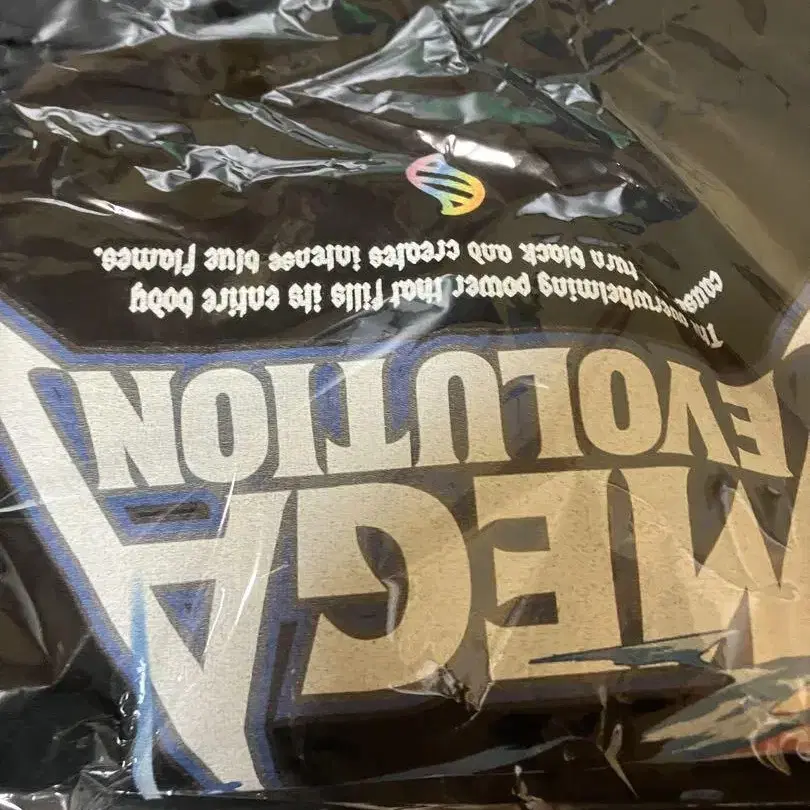 MEGA
EVOLUTION
The overwhelming power that fills its entire body
turn black and creates intense blue flames.